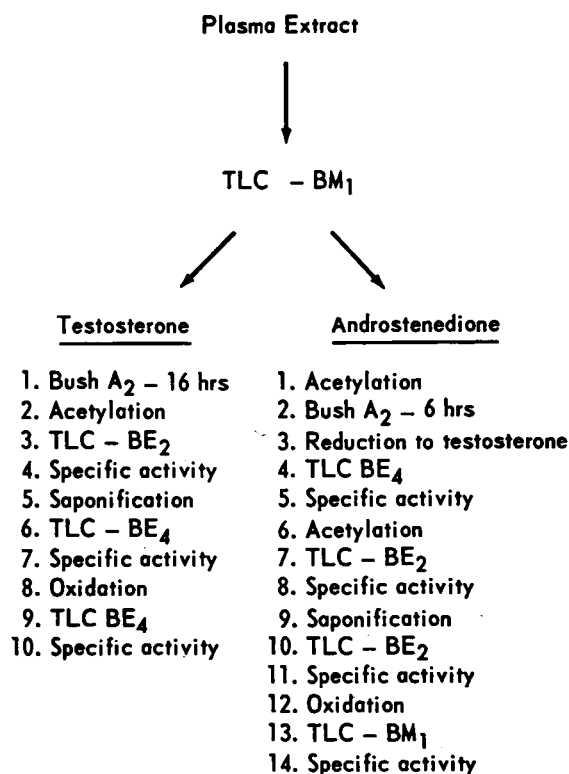 Plasma Extract
TLC – BM1
Testosterone
1. Bush A2 – 16 hrs
2. Acetylation
3. TLC – BE2
4. Specific activity
5. Saponification
6. TLC – BE4
7. Specific activity
8. Oxidation
9. TLC BE4
10. Specific activity
Androstenedione
1. Acetylation
2. Bush A2 – 6 hrs
3. Reduction to testosterone
4. TLC BE4
5. Specific activity
6. Acetylation
7. TLC – BE2
8. Specific activity
9. Saponification
10. TLC – BE2
11. Specific activity
12. Oxidation
13. TLC – BM1
14. Specific activity